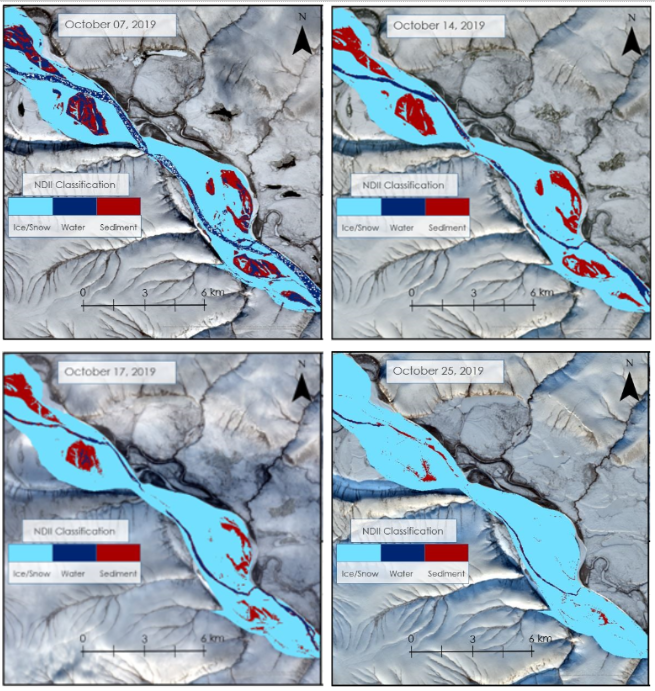 October 07, 2019
N
NDII Classification
Ice/Snow Water Sediment
0 3 6 km
October 14, 2019
N
NDII Classification
Ice/Snow Water Sediment
0 3 6 km
October 17, 2019
N
NDII Classification
Ice/Snow Water Sediment
0 3 6 km
October 25, 2019
N
NDII Classification
Ice/Snow Water Sediment
0 3 6 km